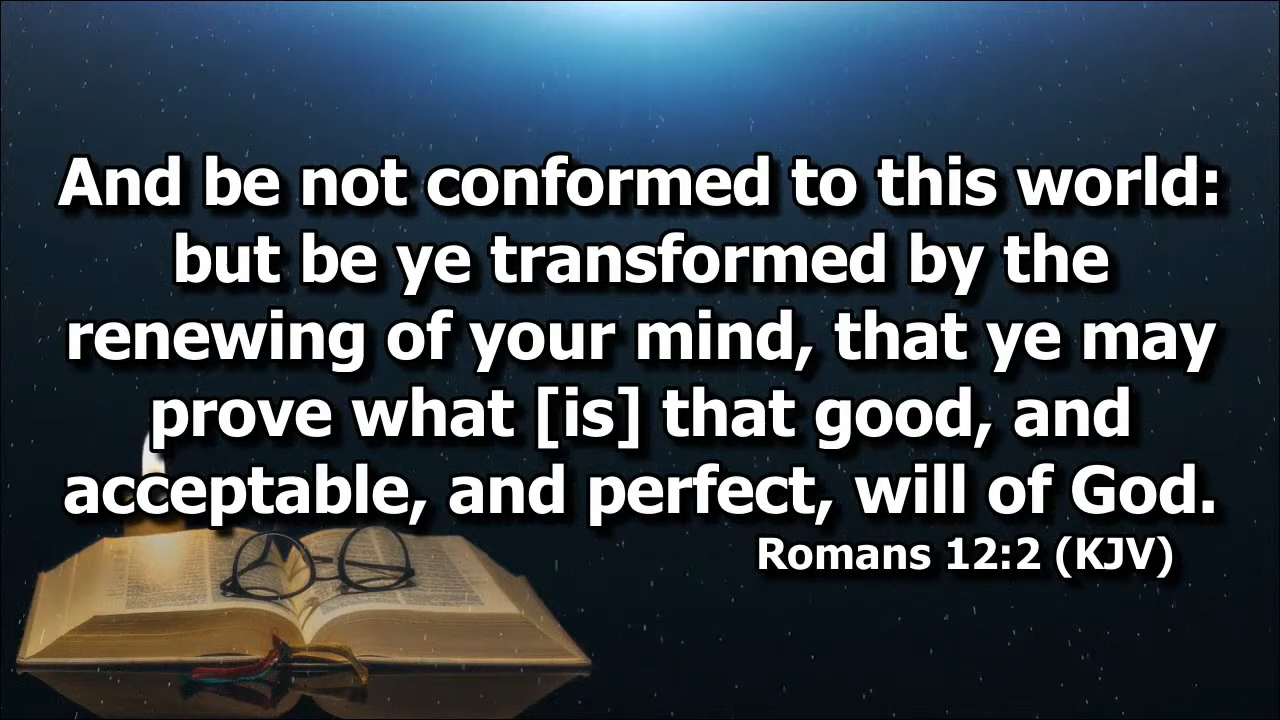 And be not conformed to this world:
but be ye transformed by the
renewing of your mind, that ye may
prove what [is] that good, and
acceptable, and perfect, will of God.
Romans 12:2 (KJV)